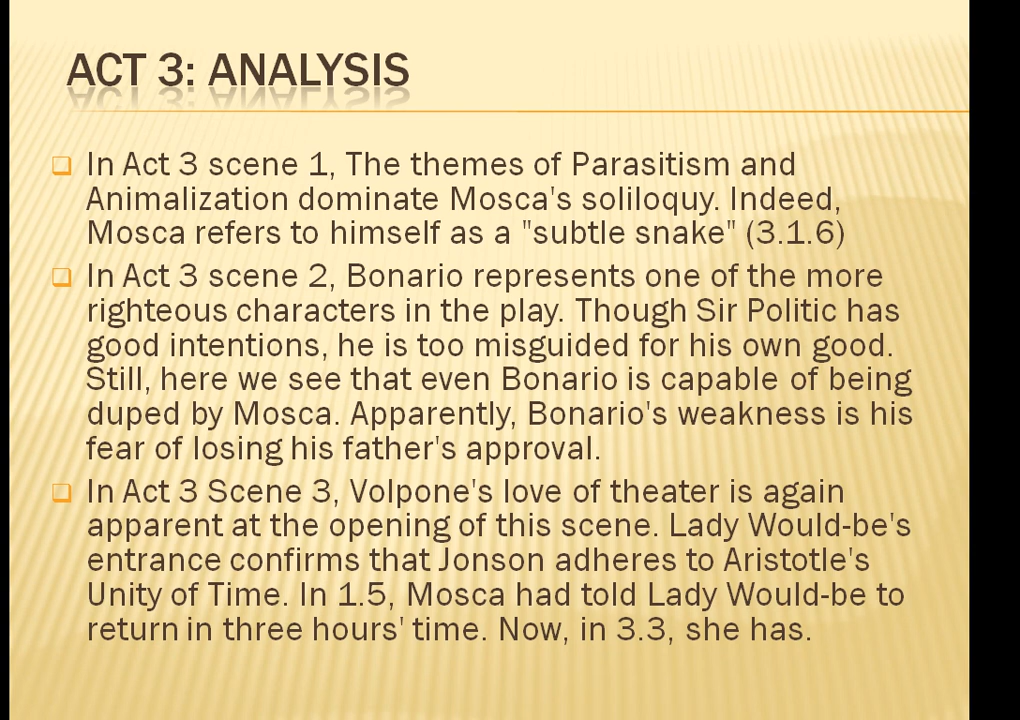 ACT 3: ANALYSIS
In Act 3 scene 1, The themes of Parasitism and
Animalization dominate Mosca's soliloquy. Indeed,
Mosca refers to himself as a "subtle snake" (3.1.6)
In Act 3 scene 2, Bonario represents one of the more
righteous characters in the play. Though Sir Politic has
good intentions, he is too misguided for his own good.
Still, here we see that even Bonario is capable of being
duped by Mosca. Apparently, Bonario's weakness is his
fear of losing his father's approval.
In Act 3 Scene 3, Volpone's love of theater is again
apparent at the opening of this scene. Lady Would-be's
entrance confirms that Jonson adheres to Aristotle's
Unity of Time. In 1.5, Mosca had told Lady Would-be to
return in three hours' time. Now, in 3.3, she has.